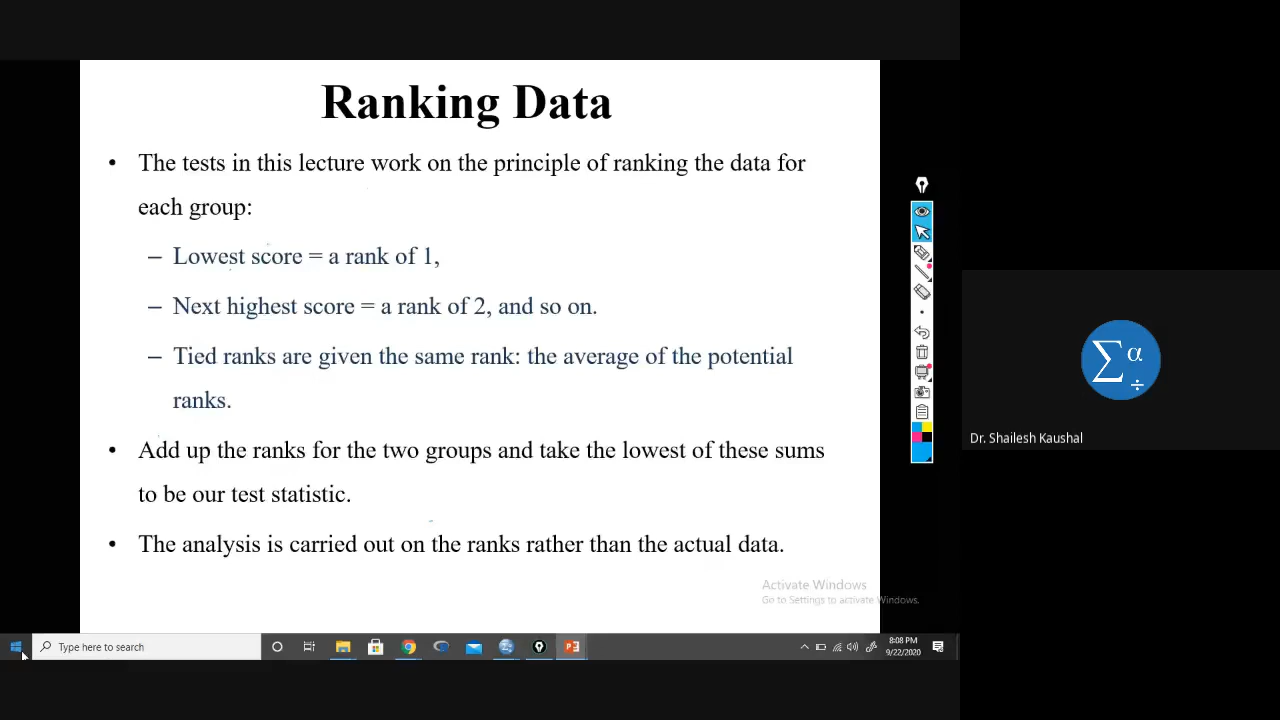 Ranking Data
• The tests in this lecture work on the principle of ranking the data for
each group:
– Lowest score = a rank of 1,
– Next highest score = a rank of 2, and so on.
– Tied ranks are given the same rank: the average of the potential
ranks.
• Add up the ranks for the two groups and take the lowest of these sums
to be our test statistic.
• The analysis is carried out on the ranks rather than the actual data.
Activate Windows
Go to Settings to activate Windows.
Σ α ÷
Dr. Shailesh Kaushal
Type here to search
8:08 PM
9/22/2020